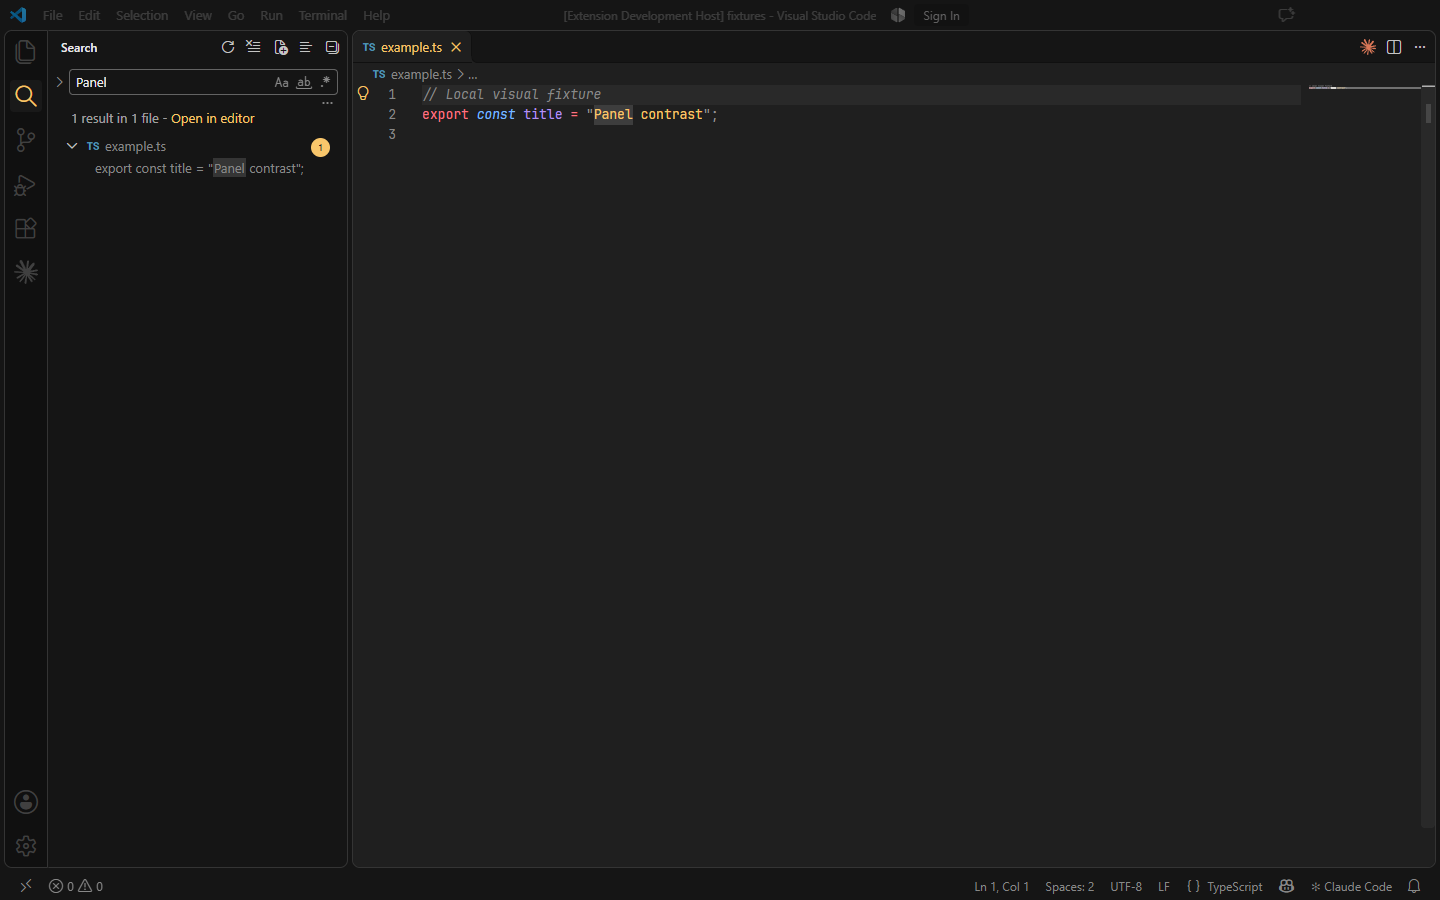 File Edit Selection View Go Run Terminal Help
[Extension Development Host] fixtures - Visual Studio Code
Sign In
Search
Panel
Aa ab .*
1 result in 1 file - Open in editor
TS example.ts
1
export const title = "Panel contrast";
TS example.ts
TS example.ts > ...
1 // Local visual fixture
2 export const title = "Panel contrast";
3
0 0
Ln 1, Col 1 Spaces: 2 UTF-8 LF { } TypeScript Claude Code